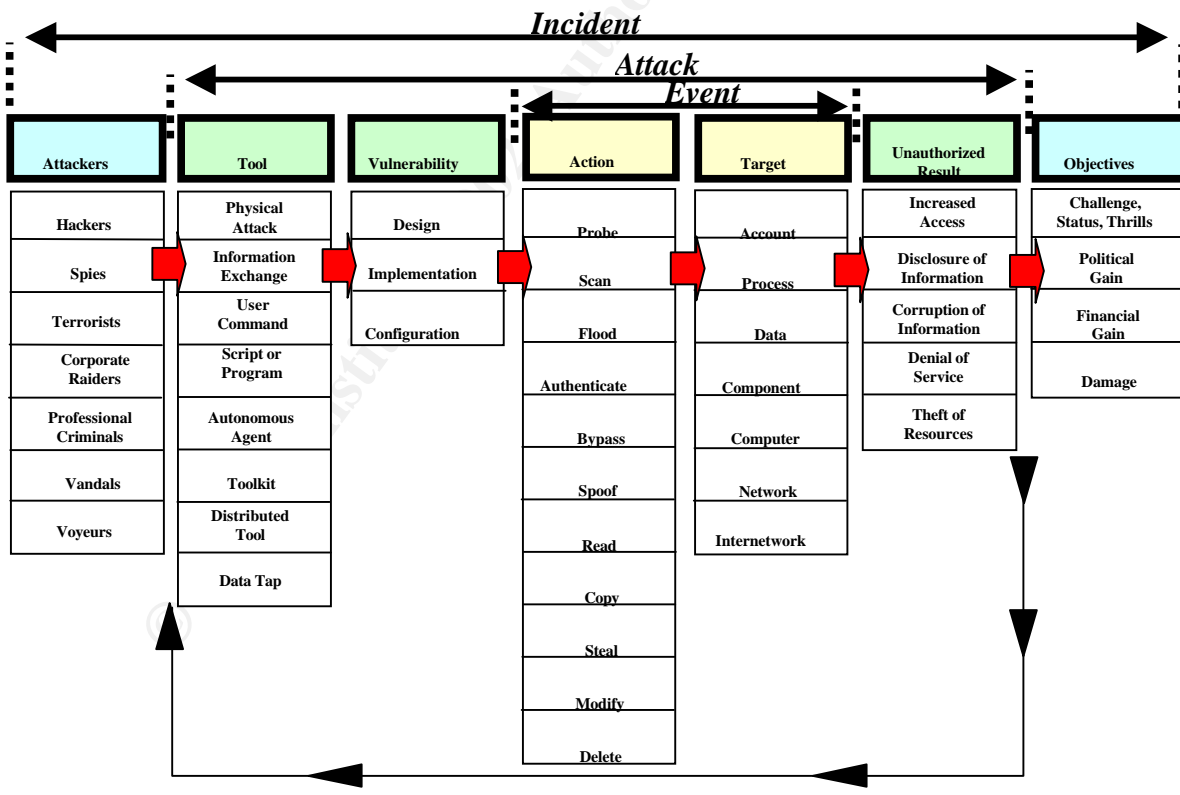 Incident
Attack
Event
Attackers
Tool
Vulnerability
Action
Target
Unauthorized
Result
Objectives
Hackers
Spies
Terrorists
Corporate
Raiders
Professional
Criminals
Vandals
Voyeurs
Physical
Attack
Information
Exchange
User
Command
Script or
Program
Autonomous
Agent
Toolkit
Distributed
Tool
Data Tap
Design
Implementation
Configuration
Probe
Scan
Flood
Authenticate
Bypass
Spoof
Read
Copy
Steal
Modify
Delete
Account
Process
Data
Component
Computer
Network
Internetwork
Increased
Access
Disclosure of
Information
Corruption of
Information
Denial of
Service
Theft of
Resources
Challenge,
Status, Thrills
Political
Gain
Financial
Gain
Damage